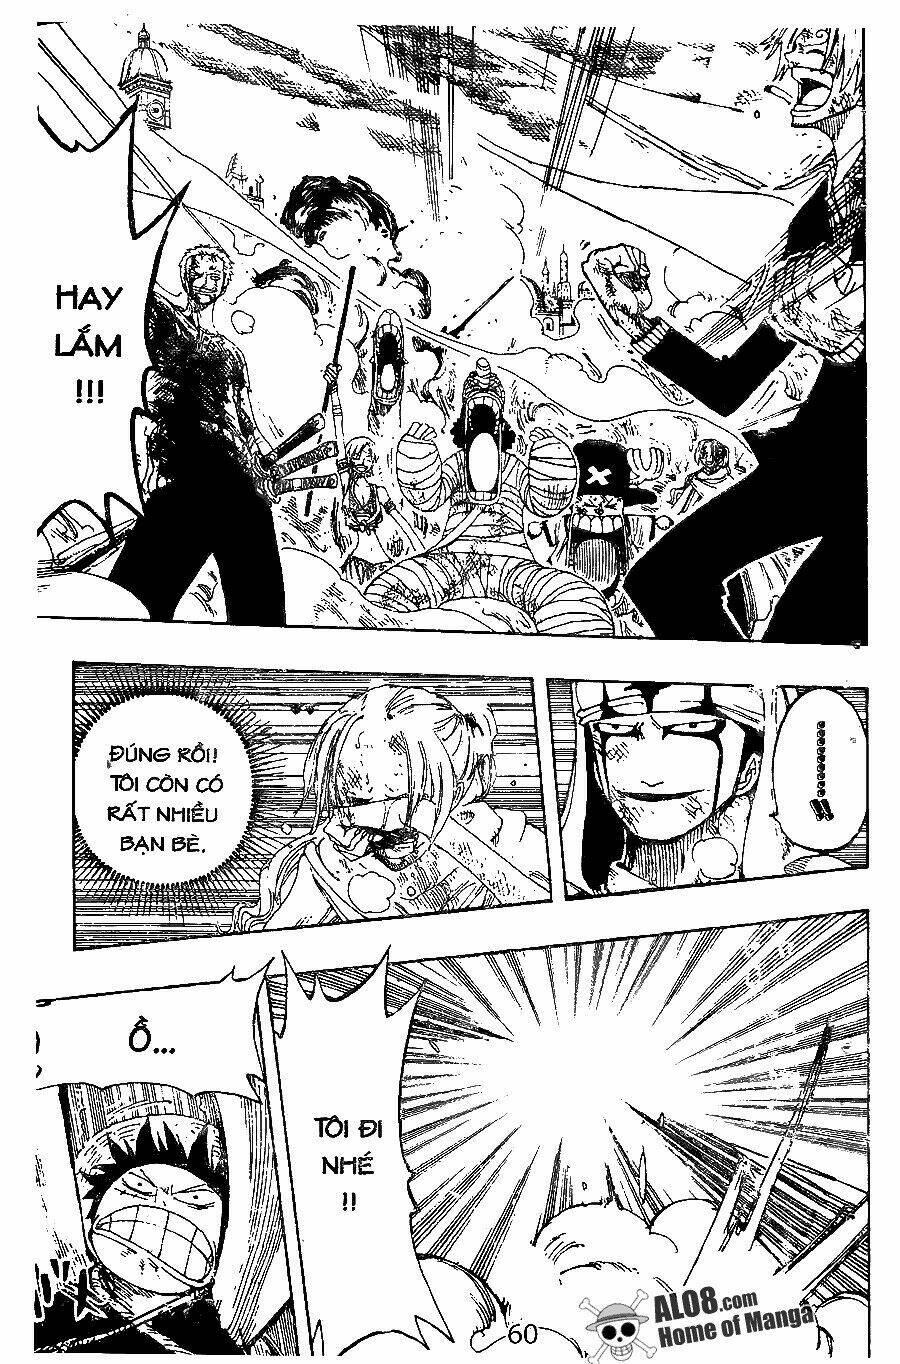 HAY
LẮM
!!!
..........!!
ĐÚNG RỒI!
TÔI CÒN CÓ
RẤT NHIỀU
BẠN BÈ.
Ồ...
TÔI ĐI
NHÉ
!!
60
ALO8.com
Home of Manga